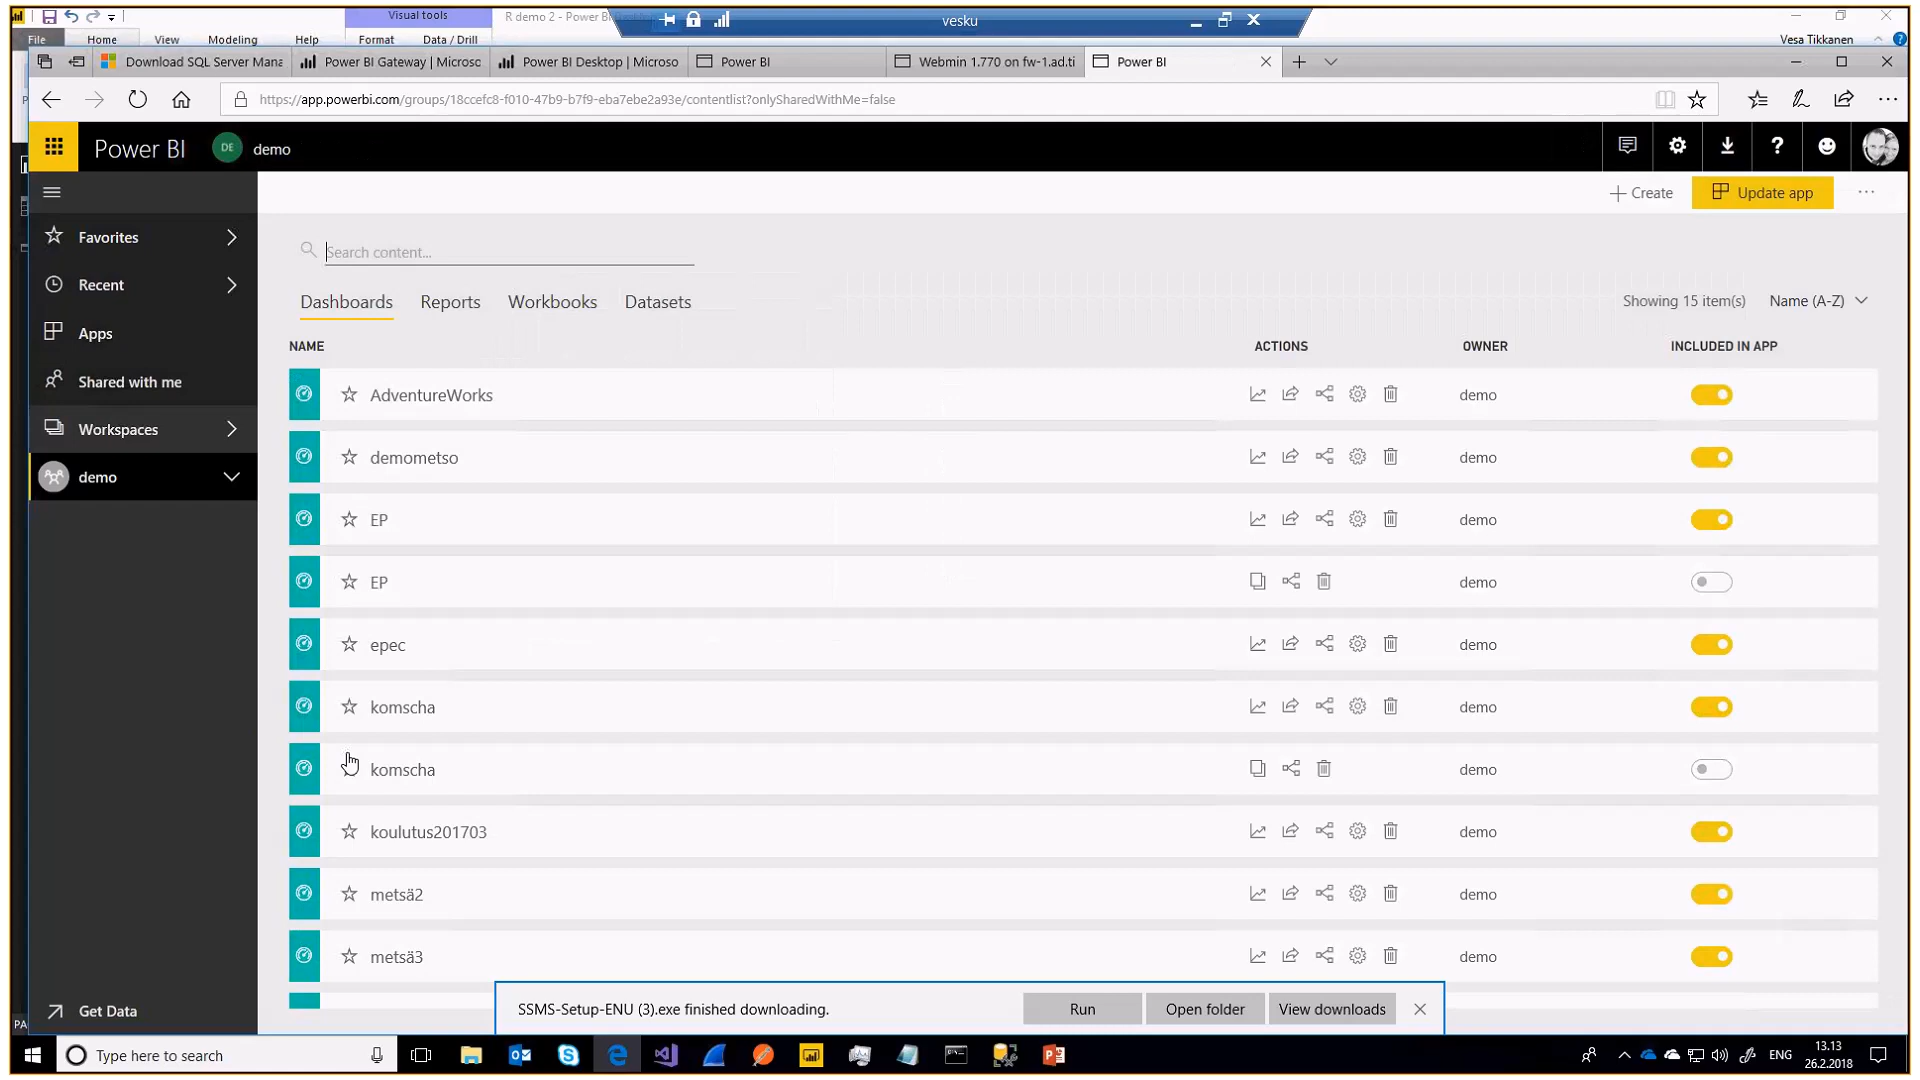 Visual tools
R demo 2 - Power BI
vesku
File
Home
View
Modeling
Help
Format
Data / Drill
Vesa Tikkanen
Download SQL Server Mana
Power BI Gateway | Microsc
Power BI Desktop | Microso
Power BI
Webmin 1.770 on fw-1.ad.ti
Power BI
https://app.powerbi.com/groups/18ccefc8-f010-47b9-b7f9-eba7ebe2a93e/contentlist?onlySharedWithMe=false
Power BI
DE
demo
Create
Update app
Favorites
Recent
Apps
Shared with me
Workspaces
demo
Get Data
Search content...
Dashboards
Reports
Workbooks
Datasets
Showing 15 item(s)
Name (A-Z)
NAME
ACTIONS
OWNER
INCLUDED IN APP
AdventureWorks
demo
demometso
demo
EP
demo
EP
demo
epec
demo
komscha
demo
komscha
demo
koulutus201703
demo
metsä2
demo
metsä3
demo
SSMS-Setup-ENU (3).exe finished downloading.
Run
Open folder
View downloads
PA
Type here to search
ENG
13.13
26.2.2018